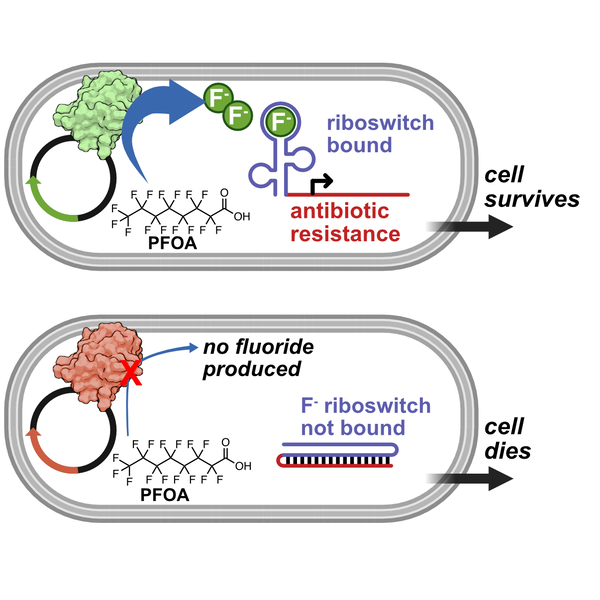 F-
F-
F-
riboswitch
bound
F F F F F F
F
F
F
F F F F F F
O
OH
PFOA
antibiotic
resistance
cell
survives
X
no fluoride
produced
F- riboswitch
not bound
F F F F F F
F
F
F
F F F F F F
O
OH
PFOA
cell
dies